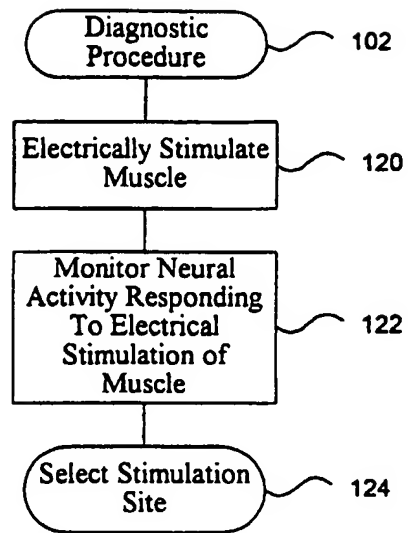 Diagnostic
Procedure
102
Electrically Stimulate
Muscle
120
Monitor Neural
Activity Responding
To Electrical
Stimulation of
Muscle
122
Select Stimulation
Site
124